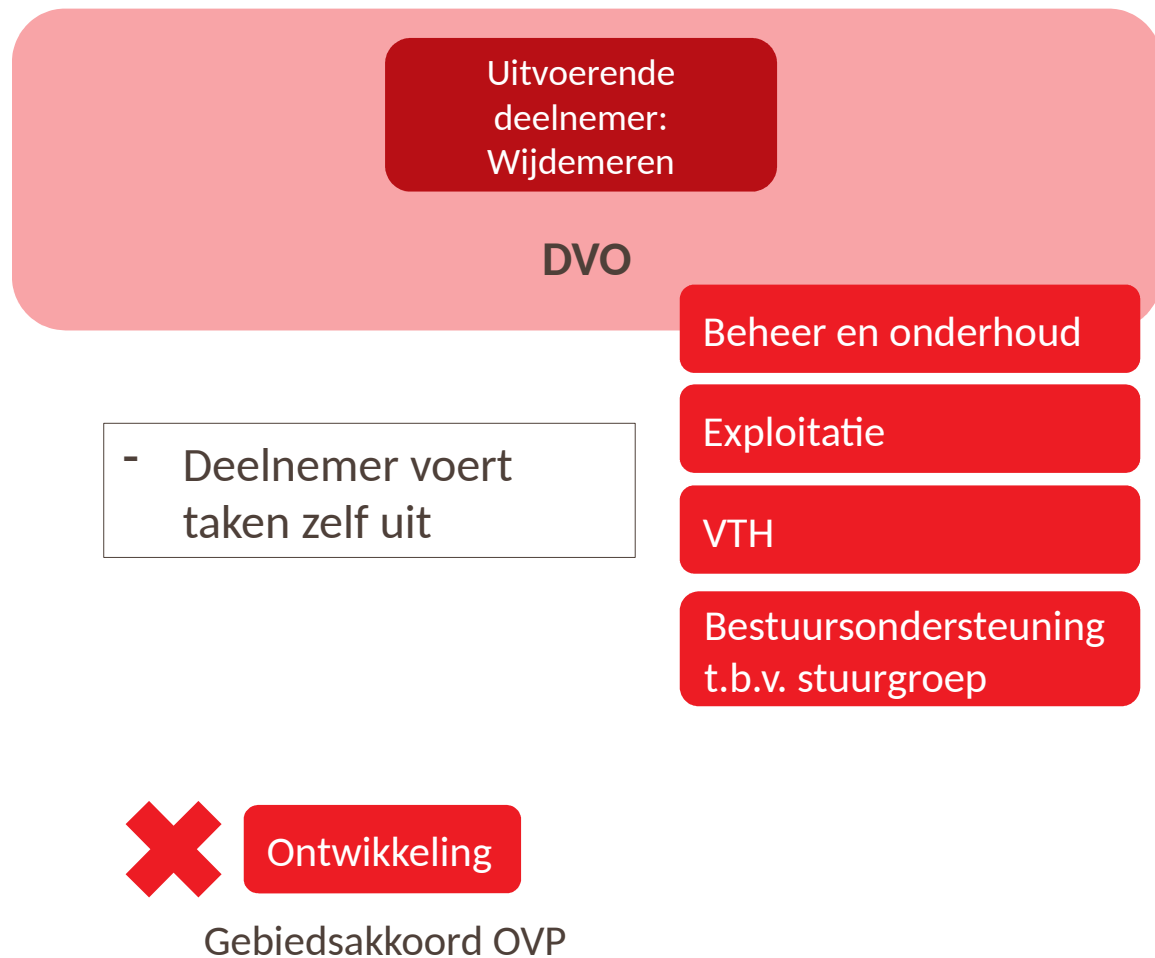 Uitvoerende
deelnemer:
Wijdemeren
DVO
Beheer en onderhoud
Exploitatie
- Deelnemer voert
taken zelf uit
VTH
Bestuursondersteuning
t.b.v. stuurgroep
Ontwikkeling
Gebiedsakkoord OVP